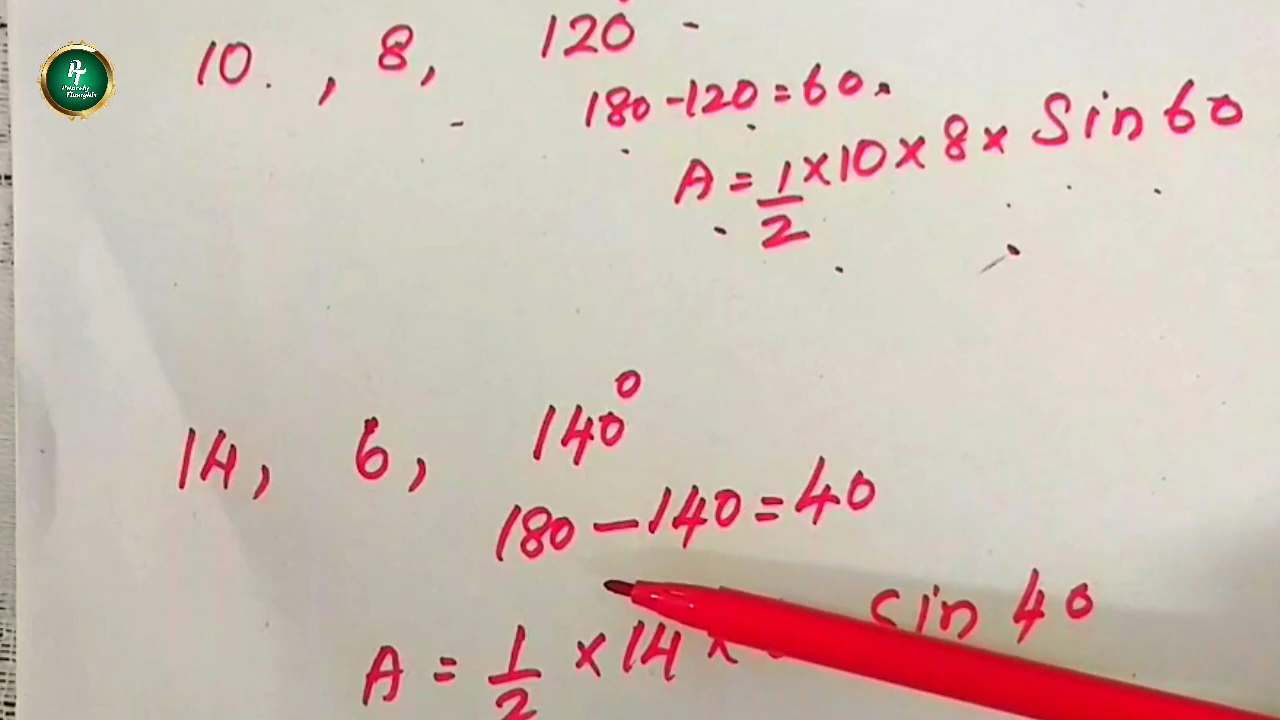 10. , 8, 120°
180-120=60.
A = 1/2 × 10 × 8 × Sin 60
14, 6, 140°
180 - 140 = 40
A = 1/2 × 14 × sin 40